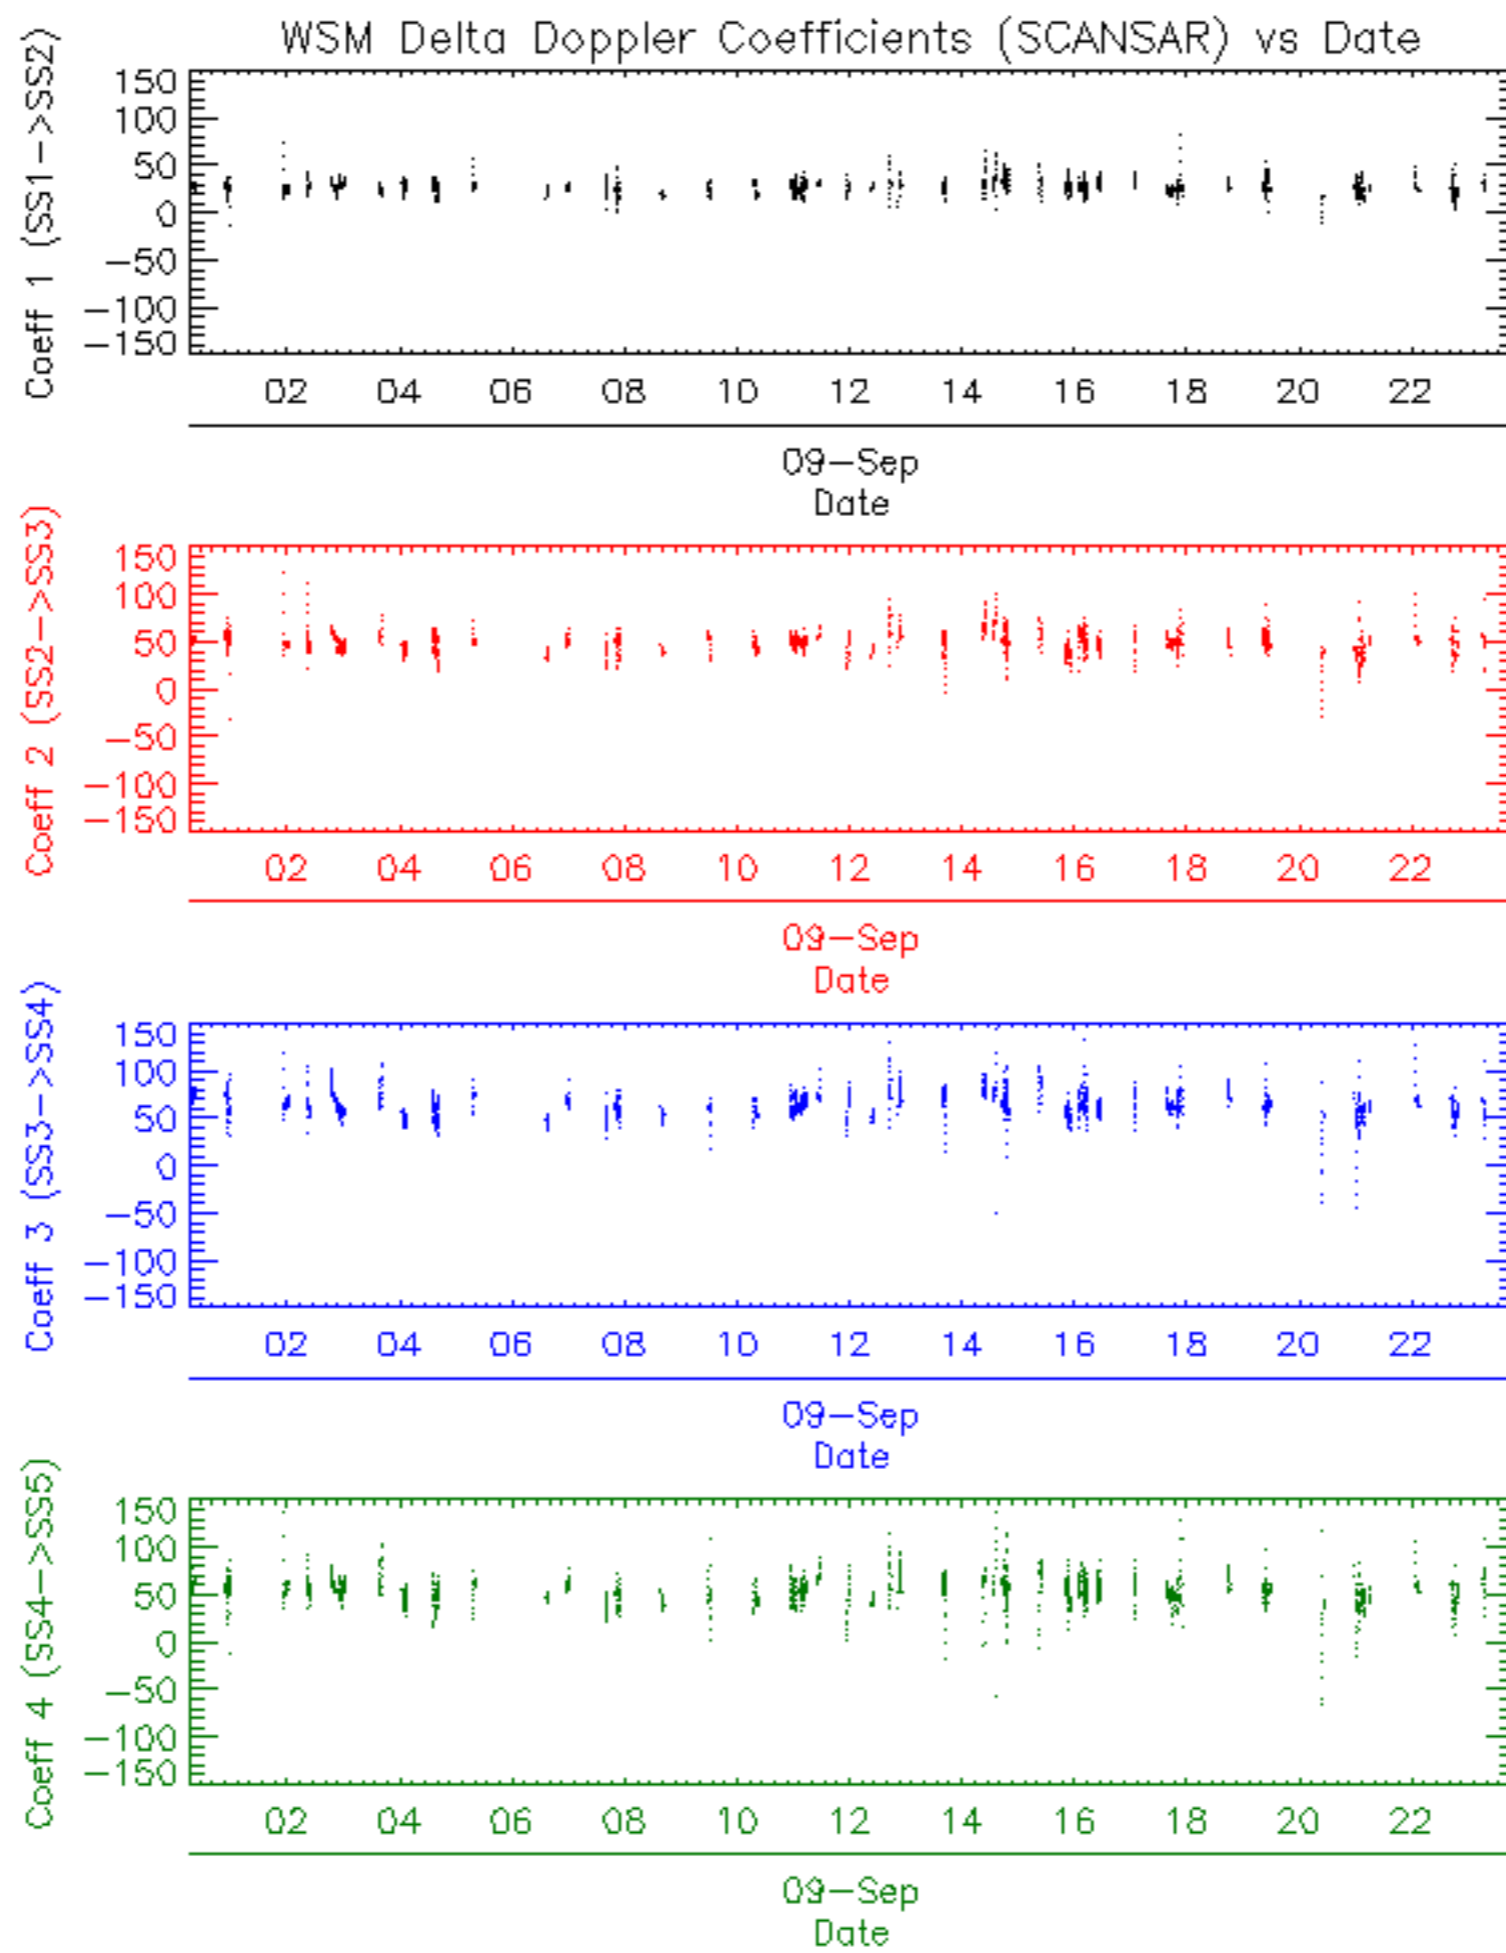 WSM Delta Doppler Coefficients (SCANSAR) vs Date
Coeff 1 (SS1->SS2)
150
100
50
0
-50
-100
-150
02 04 06 08 10 12 14 16 18 20 22
09-Sep
Date
Coeff 2 (SS2->SS3)
150
100
50
0
-50
-100
-150
02 04 06 08 10 12 14 16 18 20 22
09-Sep
Date
Coeff 3 (SS3->SS4)
150
100
50
0
-50
-100
-150
02 04 06 08 10 12 14 16 18 20 22
09-Sep
Date
Coeff 4 (SS4->SS5)
150
100
50
0
-50
-100
-150
02 04 06 08 10 12 14 16 18 20 22
09-Sep
Date